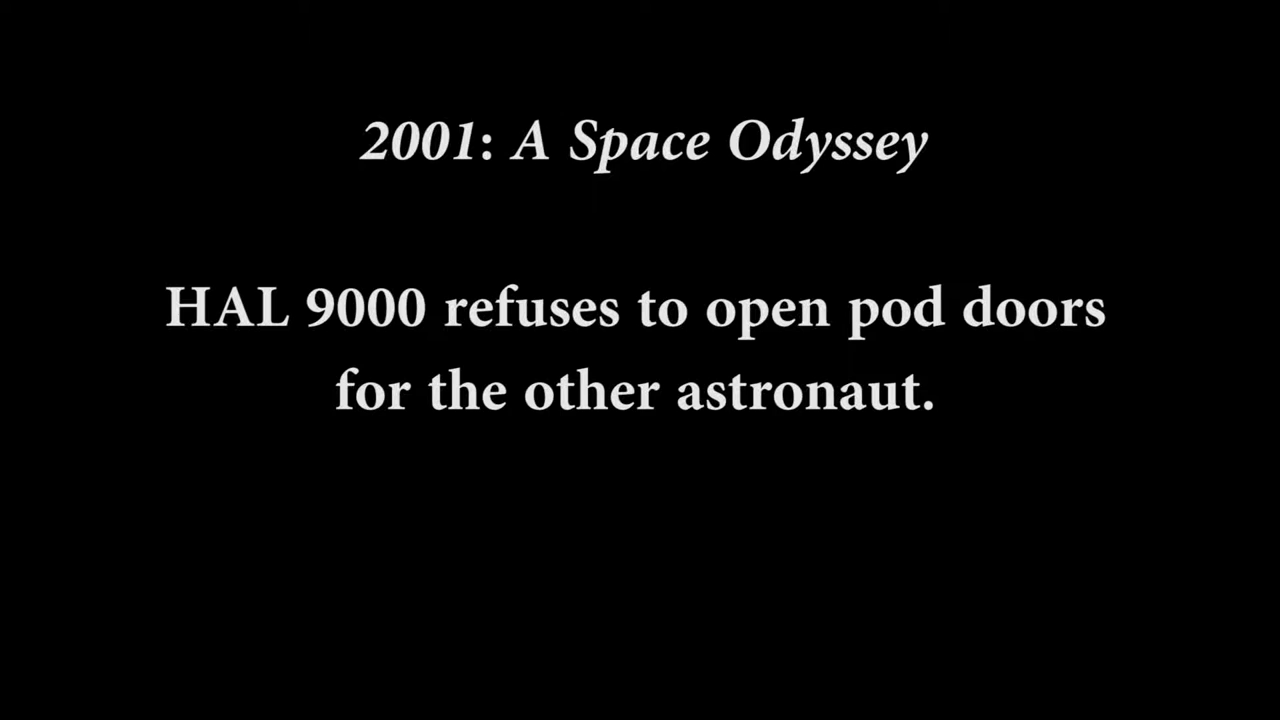 2001: A Space Odyssey
HAL 9000 refuses to open pod doors
for the other astronaut.